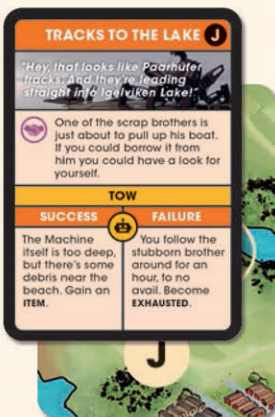 TRACKS TO THE LAKE J
"Hey, that looks like Paarhufer
tracks. And they're leading
straight into Igelviken Lake!"
One of the scrap brothers is
just about to pull up his boat.
If you could borrow it from
him you could have a look for
yourself.
TOW
SUCCESS
The Machine
itself is too deep,
but there's some
debris near the
beach. Gain an
ITEM.
FAILURE
You follow the
stubborn brother
around for an
hour, to no
avail. Become
EXHAUSTED.
J